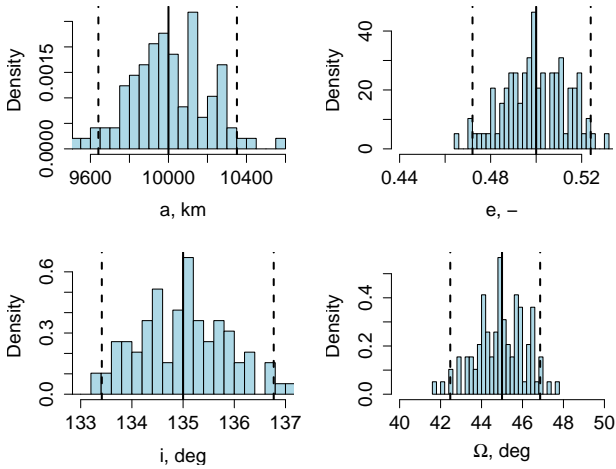 Density
0.0000 0.0015
9600 10000 10400
a, km
Density
0 20 40
0.44 0.48 0.52
e, −
Density
0.0 0.3 0.6
133 134 135 136 137
i, deg
Density
0.0 0.2 0.4
40 42 44 46 48 50
Ω, deg